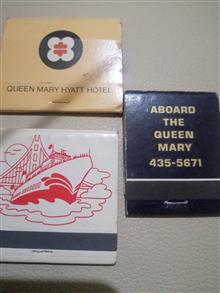 QUEEN MARY HYATT HOTEL
ABOARD
THE
QUEEN
MARY
435-5671